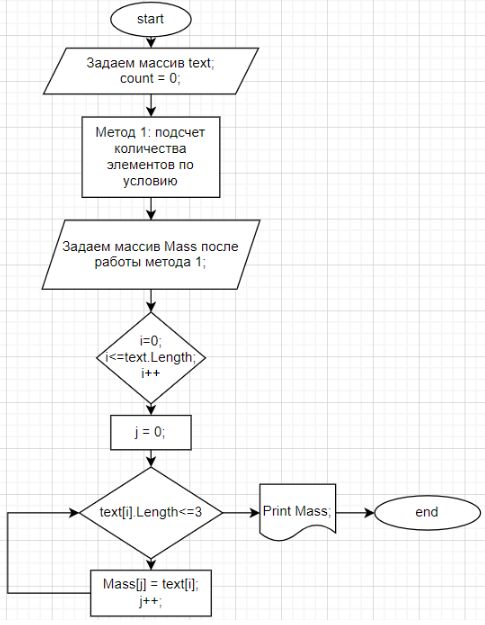 start
Задаем массив text;
count = 0;
Метод 1: подсчет
количества
элементов по
условию
Задаем массив Mass после
работы метода 1;
i=0;
i<=text.Length;
i++
j = 0;
text[i].Length<=3
Print Mass;
end
Mass[j] = text[i];
j++;